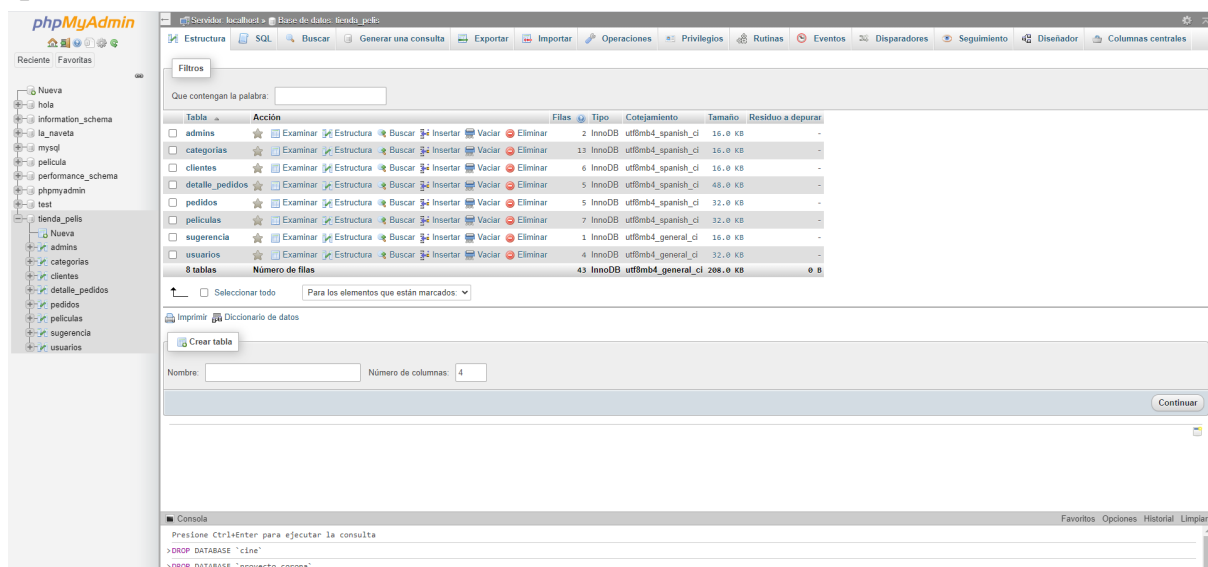 phpMyAdmin
Reciente Favoritas
Nueva
hola
information_schema
la_naveta
mysql
pelicula
performance_schema
phpmyadmin
test
tienda_pelis
Nueva
admins
categorias
clientes
detalle_pedidos
pedidos
peliculas
sugerencia
usuarios
Servidor: localhost » Base de datos: tienda_pelis
Estructura SQL Buscar Generar una consulta Exportar Importar Operaciones Privilegios Rutinas Eventos Disparadores Seguimiento Diseñador Columnas centrales
Filtros
Que contengan la palabra:
Tabla Acción Filas Tipo Cotejamiento Tamaño Residuo a depurar
admins Examinar Estructura Buscar Insertar Vaciar Eliminar 2 InnoDB utf8mb4_spanish_ci 16.0 KB -
categorias Examinar Estructura Buscar Insertar Vaciar Eliminar 13 InnoDB utf8mb4_spanish_ci 16.0 KB -
clientes Examinar Estructura Buscar Insertar Vaciar Eliminar 6 InnoDB utf8mb4_spanish_ci 16.0 KB -
detalle_pedidos Examinar Estructura Buscar Insertar Vaciar Eliminar 5 InnoDB utf8mb4_spanish_ci 48.0 KB -
pedidos Examinar Estructura Buscar Insertar Vaciar Eliminar 5 InnoDB utf8mb4_spanish_ci 32.0 KB -
peliculas Examinar Estructura Buscar Insertar Vaciar Eliminar 7 InnoDB utf8mb4_spanish_ci 32.0 KB -
sugerencia Examinar Estructura Buscar Insertar Vaciar Eliminar 1 InnoDB utf8mb4_general_ci 16.0 KB -
usuarios Examinar Estructura Buscar Insertar Vaciar Eliminar 4 InnoDB utf8mb4_general_ci 32.0 KB -
8 tablas Número de filas 43 InnoDB utf8mb4_general_ci 208.0 KB 0 B
Seleccionar todo Para los elementos que están marcados:
Imprimir Diccionario de datos
Crear tabla
Nombre: Número de columnas: 4
Continuar
Consola Favoritos Opciones Historial Limpiar
Presione Ctrl+Enter para ejecutar la consulta
>DROP DATABASE `cine`
>DROP DATABASE `proyecto_corona`